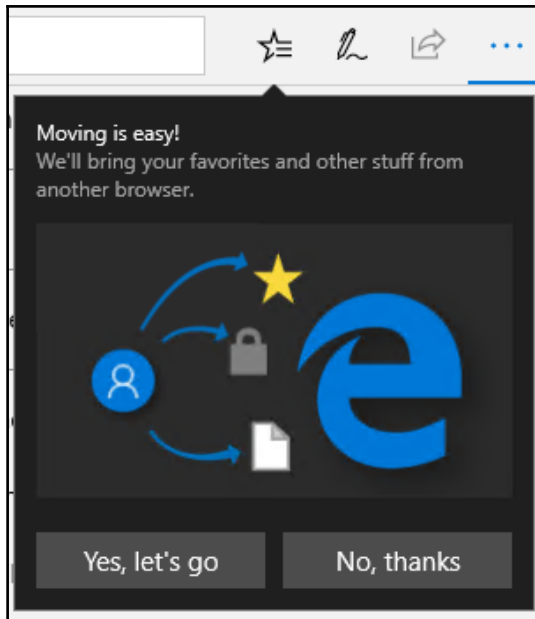 Moving is easy!
We'll bring your favorites and other stuff from
another browser.
Yes, let's go
No, thanks